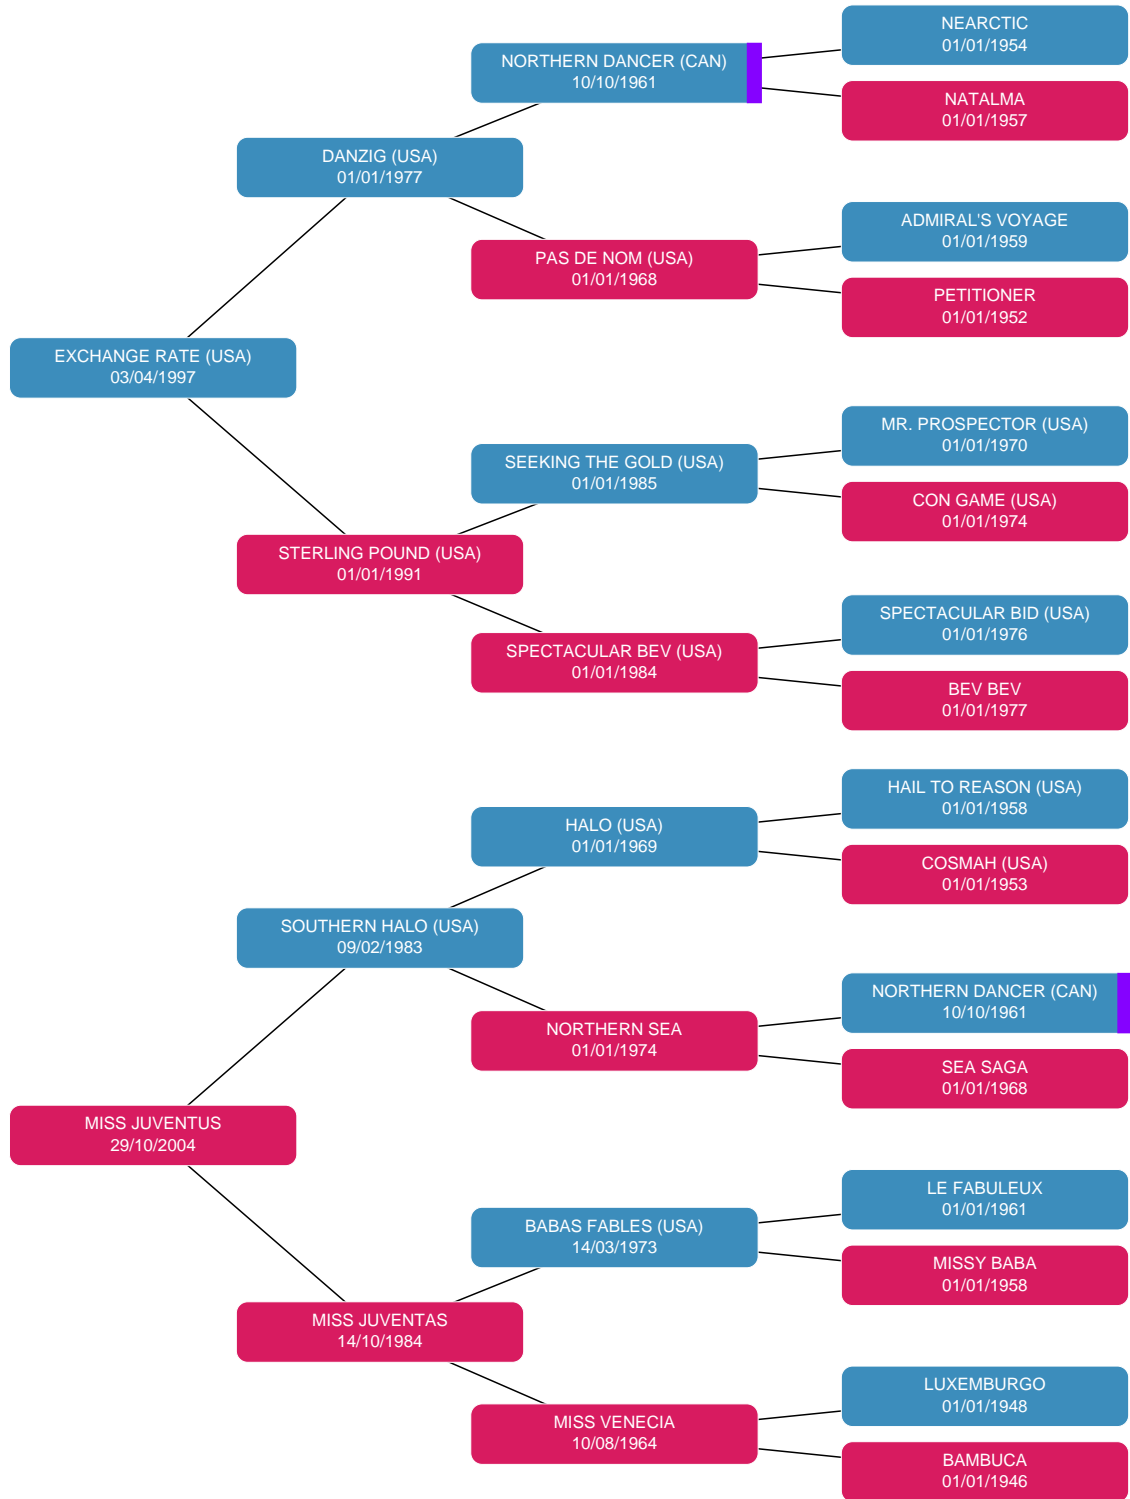 NEARCTIC
01/01/1954
NORTHERN DANCER (CAN)
10/10/1961
NATALMA
01/01/1957
DANZIG (USA)
01/01/1977
ADMIRAL'S VOYAGE
01/01/1959
PAS DE NOM (USA)
01/01/1968
PETITIONER
01/01/1952
EXCHANGE RATE (USA)
03/04/1997
MR. PROSPECTOR (USA)
01/01/1970
SEEKING THE GOLD (USA)
01/01/1985
CON GAME (USA)
01/01/1974
STERLING POUND (USA)
01/01/1991
SPECTACULAR BID (USA)
01/01/1976
SPECTACULAR BEV (USA)
01/01/1984
BEV BEV
01/01/1977
HAIL TO REASON (USA)
01/01/1958
HALO (USA)
01/01/1969
COSMAH (USA)
01/01/1953
SOUTHERN HALO (USA)
09/02/1983
NORTHERN DANCER (CAN)
10/10/1961
NORTHERN SEA
01/01/1974
SEA SAGA
01/01/1968
MISS JUVENTUS
29/10/2004
LE FABULEUX
01/01/1961
BABAS FABLES (USA)
14/03/1973
MISSY BABA
01/01/1958
MISS JUVENTAS
14/10/1984
LUXEMBURGO
01/01/1948
MISS VENECIA
10/08/1964
BAMBUCA
01/01/1946